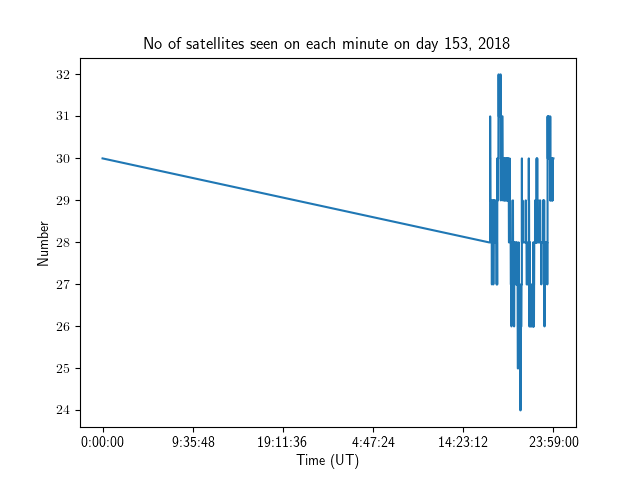 No of satellites seen on each minute on day 153, 2018
32
31
30
29
28
27
26
25
24
Number
0:00:00 9:35:48 19:11:36 4:47:24 14:23:12 23:59:00
Time (UT)